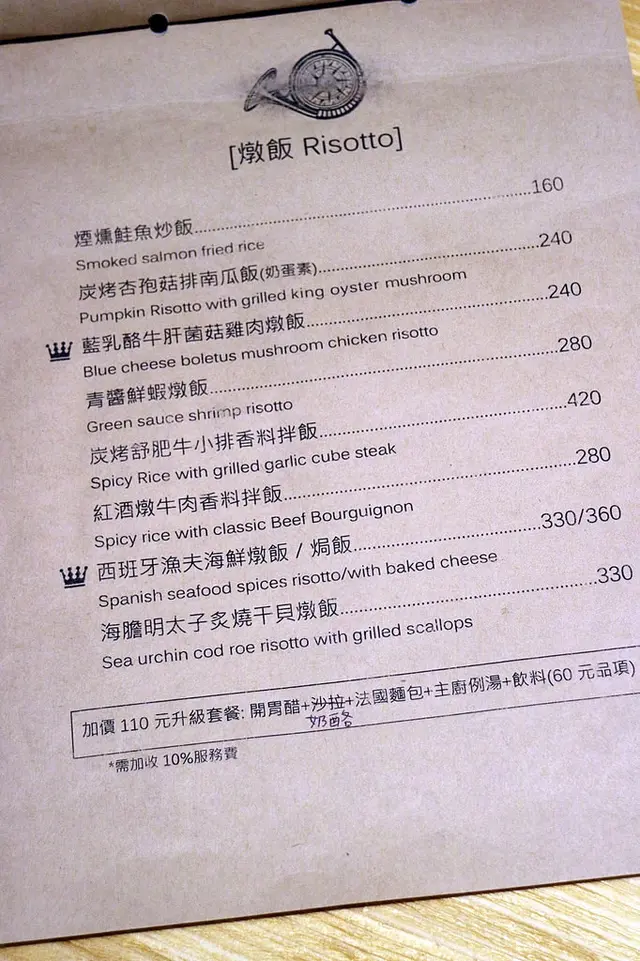 [燉飯 Risotto]
煙燻鮭魚炒飯..........160
Smoked salmon fried rice
炭烤杏孢菇排南瓜飯(奶蛋素)..........240
Pumpkin Risotto with grilled king oyster mushroom
藍乳酪牛肝菌菇雞肉燉飯..........240
Blue cheese boletus mushroom chicken risotto
青醬鮮蝦燉飯..........280
Green sauce shrimp risotto
炭烤舒肥牛小排香料拌飯..........420
Spicy Rice with grilled garlic cube steak
紅酒燉牛肉香料拌飯..........280
Spicy rice with classic Beef Bourguignon
西班牙漁夫海鮮燉飯 / 焗飯..........330/360
Spanish seafood spices risotto/with baked cheese
海膽明太子炙燒干貝燉飯..........330
Sea urchin cod roe risotto with grilled scallops
加價 110 元升級套餐: 開胃醋+沙拉+法國麵包+主廚例湯+飲料(60 元品項)
奶酪
*需加收 10%服務費